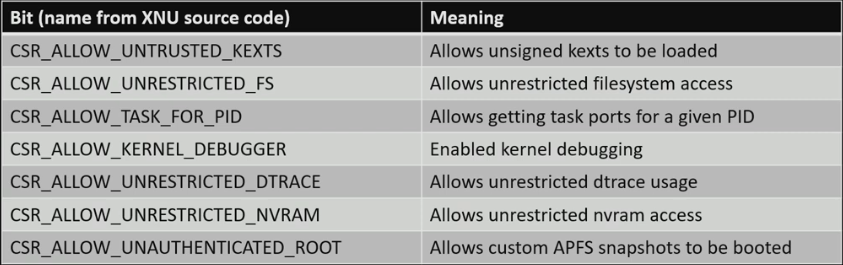 Bit (name from XNU source code) Meaning
CSR_ALLOW_UNTRUSTED_KEXTS Allows unsigned kexts to be loaded
CSR_ALLOW_UNRESTRICTED_FS Allows unrestricted filesystem access
CSR_ALLOW_TASK_FOR_PID Allows getting task ports for a given PID
CSR_ALLOW_KERNEL_DEBUGGER Enabled kernel debugging
CSR_ALLOW_UNRESTRICTED_DTRACE Allows unrestricted dtrace usage
CSR_ALLOW_UNRESTRICTED_NVRAM Allows unrestricted nvram access
CSR_ALLOW_UNAUTHENTICATED_ROOT Allows custom APFS snapshots to be booted